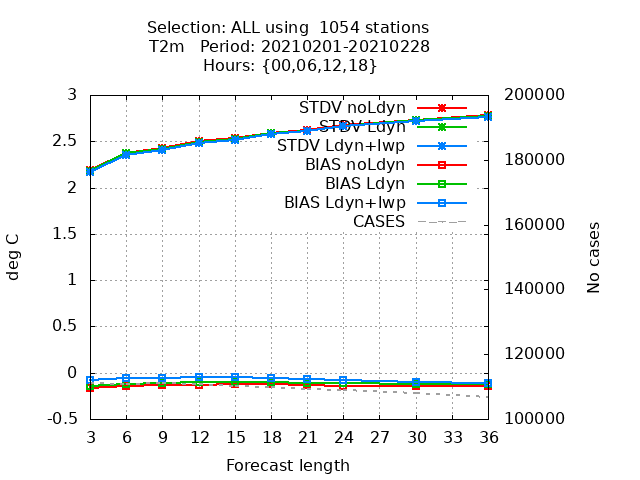 Selection: ALL using  1054 stations
T2m   Period: 20210201-20210228
Hours: {00,06,12,18}
3
2.5
2
1.5
1
0.5
0
-0.5
deg C
STDV noLdyn
STDV Ldyn
STDV Ldyn+Iwp
BIAS noLdyn
BIAS Ldyn
BIAS Ldyn+Iwp
CASES
200000
180000
160000
140000
120000
100000
No cases
3 6 9 12 15 18 21 24 27 30 33 36
Forecast length